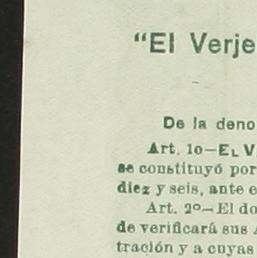 "El Verje
De la deno
Art. 1o—EL V
se constituyó por
diez y seis, ante e
Art. 2º—El do
de verificará sus
tración y a cuyas